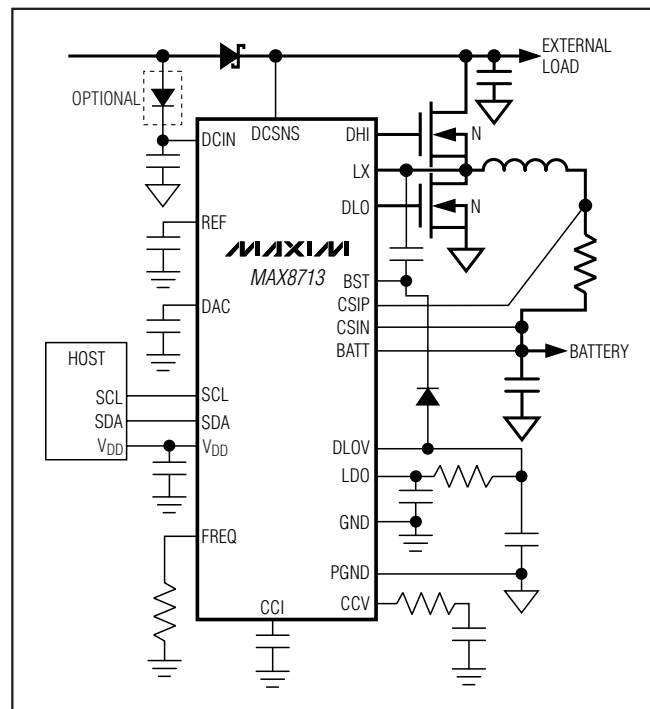 EXTERNAL
LOAD
OPTIONAL
DCIN
DCSNS
DHI
N
LX
DLO
N
REF
MAXIM
MAX8713
BST
CSIP
DAC
CSIN
BATT
BATTERY
HOST
SCL
SCL
SDA
SDA
VDD
VDD
DLOV
LDO
GND
FREQ
PGND
CCI
CCV